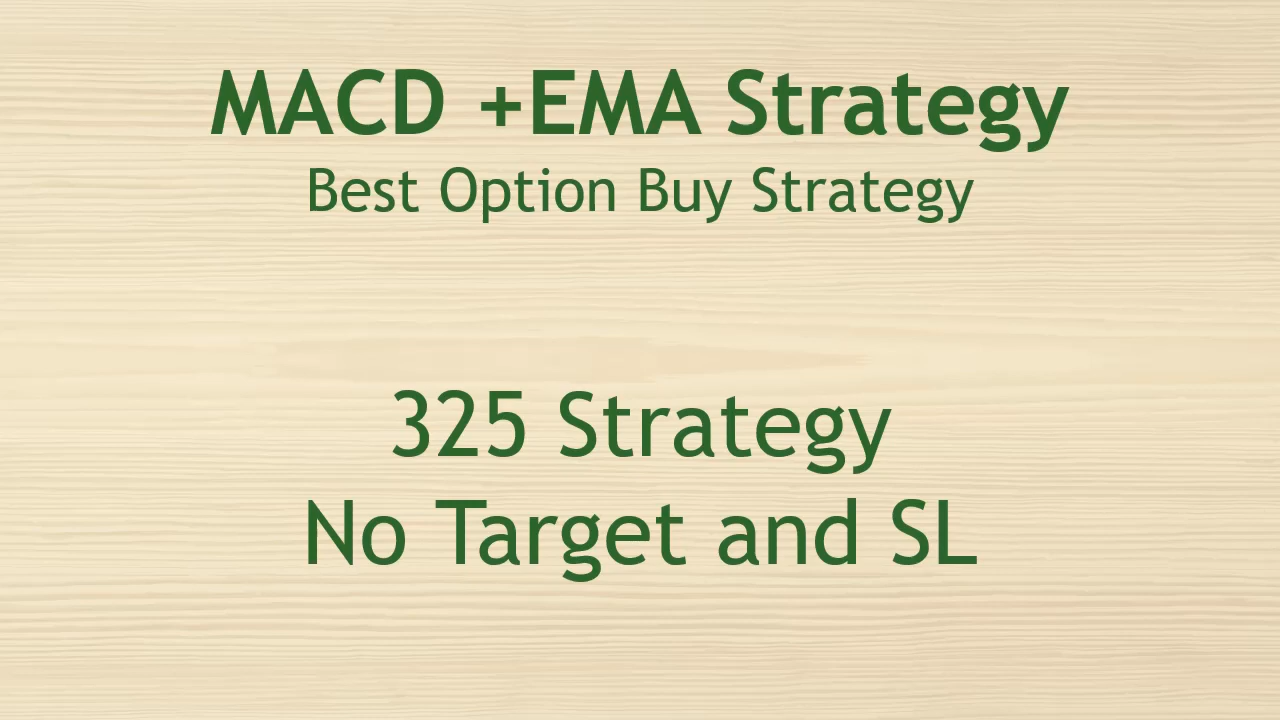 MACD +EMA Strategy
Best Option Buy Strategy
325 Strategy
No Target and SL